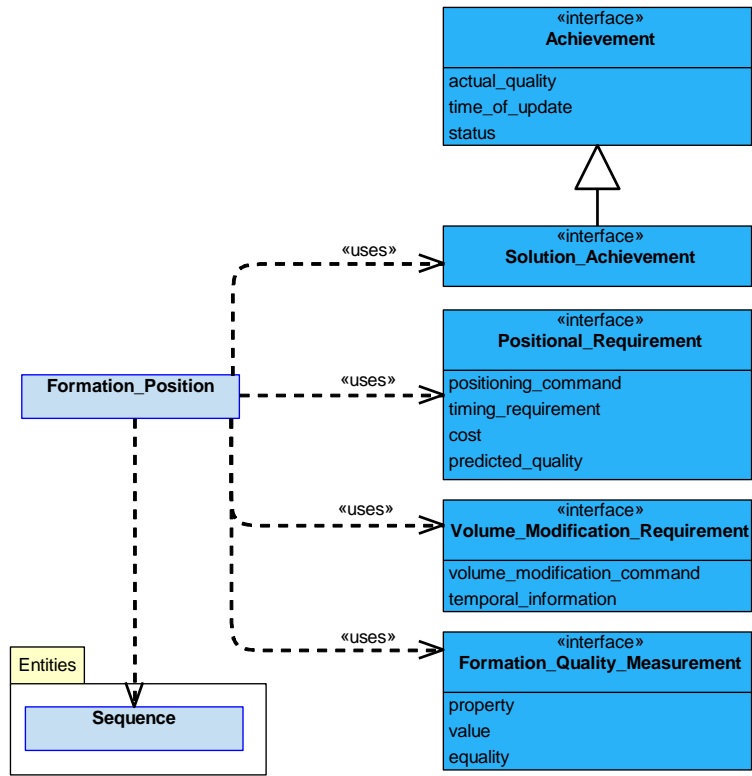 «interface»
Achievement
actual_quality
time_of_update
status
«uses»
«interface»
Solution_Achievement
«interface»
Positional_Requirement
Formation_Position
«uses»
positioning_command
timing_requirement
cost
predicted_quality
«uses»
«interface»
Volume_Modification_Requirement
volume_modification_command
temporal_information
«uses»
«interface»
Formation_Quality_Measurement
property
value
equality
Entities
Sequence